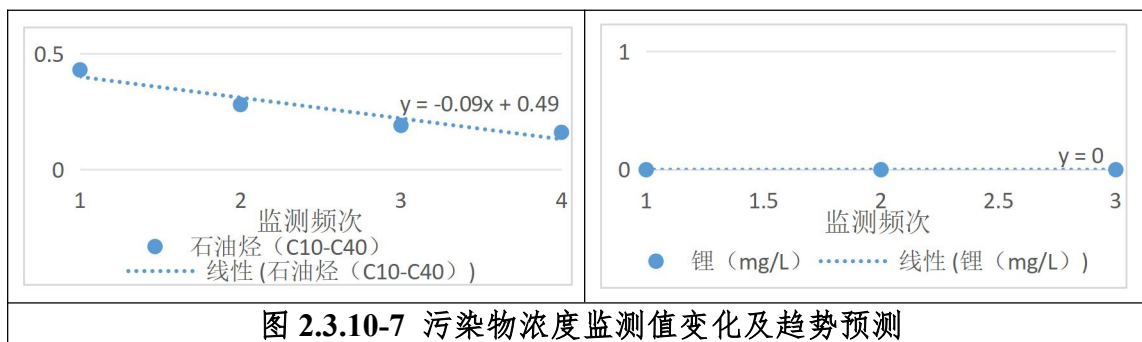 0.5
y = -0.09x + 0.49
0
1 2 3 4
监测频次
石油烃（C10-C40）
线性 (石油烃（C10-C40）)
1
y = 0
0
1 1.5 2 2.5 3
监测频次
锂（mg/L） 线性 (锂（mg/L）)
图 2.3.10-7 污染物浓度监测值变化及趋势预测